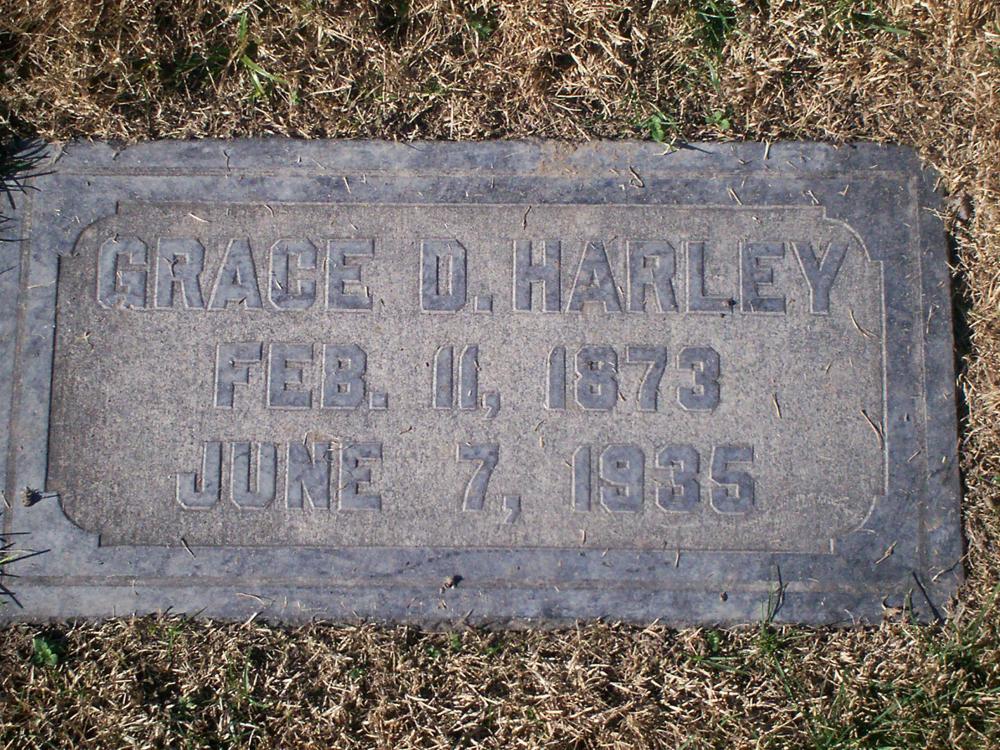 GRACE D. HARLEY
FEB. 11, 1873
JUNE 7, 1935